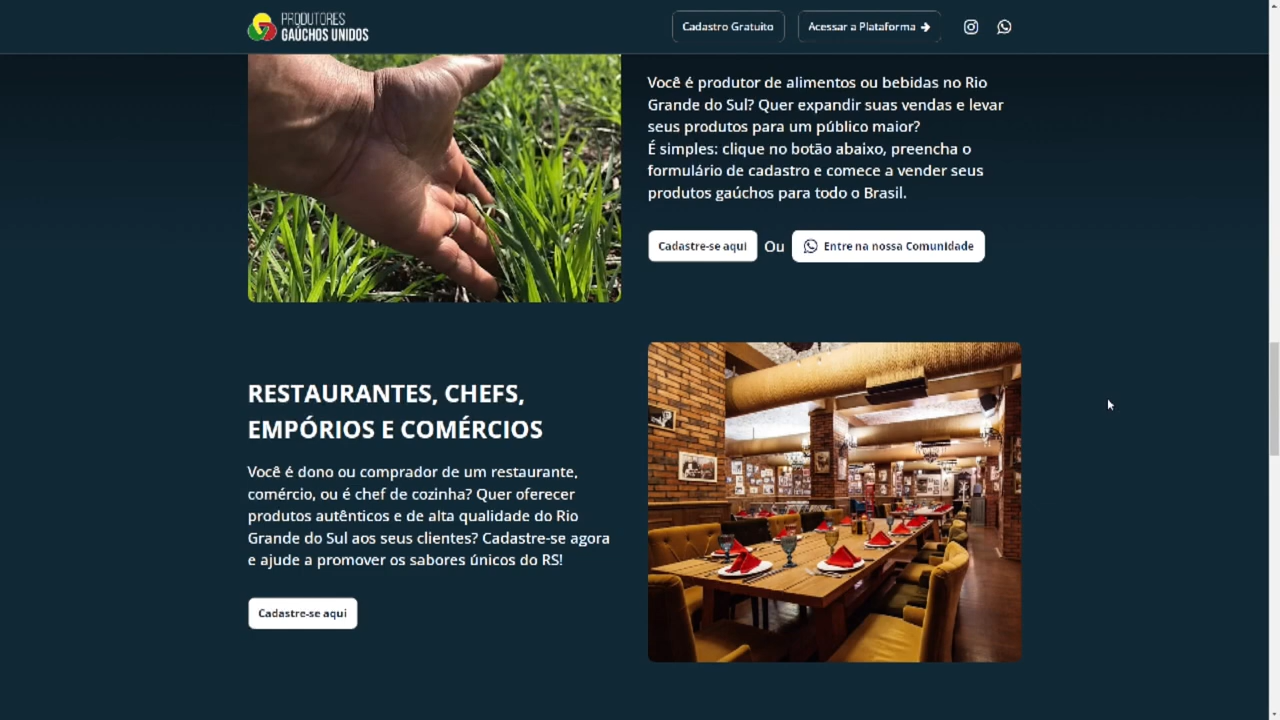 PRODUTORES
GAÚCHOS UNIDOS
Cadastro Gratuito
Acessar a Plataforma
Você é produtor de alimentos ou bebidas no Rio
Grande do Sul? Quer expandir suas vendas e levar
seus produtos para um público maior?
É simples: clique no botão abaixo, preencha o
formulário de cadastro e comece a vender seus
produtos gaúchos para todo o Brasil.
Cadastre-se aqui
Ou
Entre na nossa Comunidade
RESTAURANTES, CHEFS,
EMPÓRIOS E COMÉRCIOS
Você é dono ou comprador de um restaurante,
comércio, ou é chef de cozinha? Quer oferecer
produtos autênticos e de alta qualidade do Rio
Grande do Sul aos seus clientes? Cadastre-se agora
e ajude a promover os sabores únicos do RS!
Cadastre-se aqui